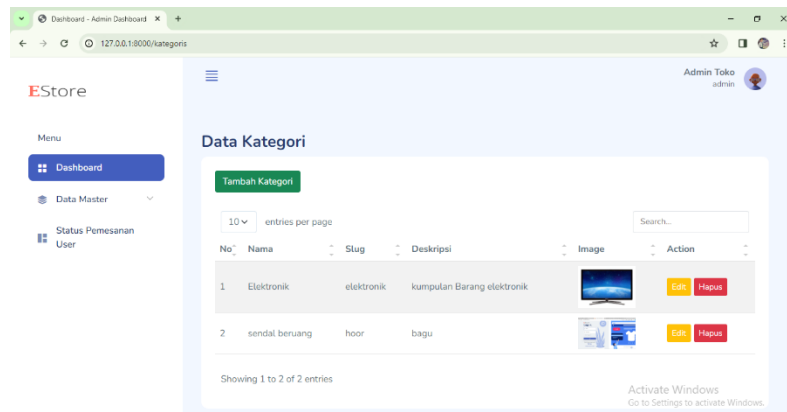 Dashboard - Admin Dashboard
127.0.0.1:8000/kategoris
EStore
Admin Toko
admin
Menu
Dashboard
Data Master
Status Pemesanan
User
Data Kategori
Tambah Kategori
10 entries per page
Search...
No Nama Slug Deskripsi Image Action
1 Elektronik elektronik kumpulan Barang elektronik Edit Hapus
2 sendal beruang hoor bagu Edit Hapus
Showing 1 to 2 of 2 entries
Activate Windows
Go to Settings to activate Windows.